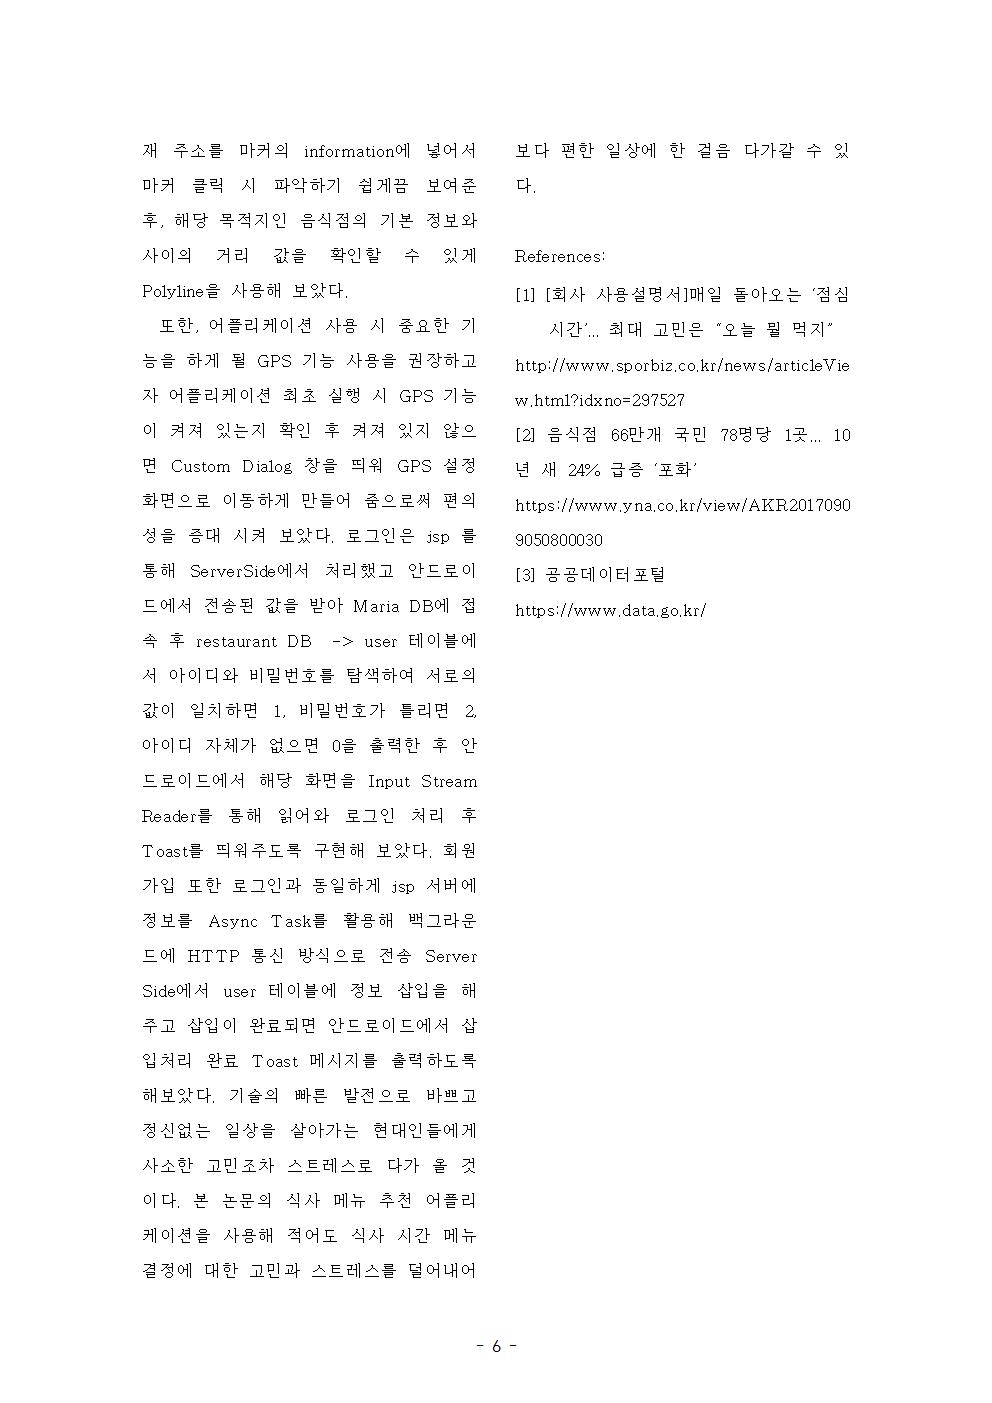 재 주소를 마커의 information에 넣어서
마커 클릭 시 파악하기 쉽게끔 보여준
후, 해당 목적지인 음식점의 기본 정보와
사이의 거리 값을 확인할 수 있게
Polyline을 사용해 보았다.
또한, 어플리케이션 사용 시 중요한 기
능을 하게 될 GPS 기능 사용을 권장하고
자 어플리케이션 최초 실행 시 GPS 기능
이 켜져 있는지 확인 후 켜져 있지 않으
면 Custom Dialog 창을 띄워 GPS 설정
화면으로 이동하게 만들어 줌으로써 편의
성을 증대 시켜 보았다. 로그인은 jsp 를
통해 ServerSide에서 처리했고 안드로이
드에서 전송된 값을 받아 Maria DB에 접
속 후 restaurant DB -> user 테이블에
서 아이디와 비밀번호를 탐색하여 서로의
값이 일치하면 1, 비밀번호가 틀리면 2,
아이디 자체가 없으면 0을 출력한 후 안
드로이드에서 해당 화면을 Input Stream
Reader를 통해 읽어와 로그인 처리 후
Toast를 띄워주도록 구현해 보았다. 회원
가입 또한 로그인과 동일하게 jsp 서버에
정보를 Async Task를 활용해 백그라운
드에 HTTP 통신 방식으로 전송 Server
Side에서 user 테이블에 정보 삽입을 해
주고 삽입이 완료되면 안드로이드에서 삽
입처리 완료 Toast 메시지를 출력하도록
해보았다. 기술의 빠른 발전으로 바쁘고
정신없는 일상을 살아가는 현대인들에게
사소한 고민조차 스트레스로 다가 올 것
이다. 본 논문의 식사 메뉴 추천 어플리
케이션을 사용해 적어도 식사 시간 메뉴
결정에 대한 고민과 스트레스를 덜어내어
보다 편한 일상에 한 걸음 다가갈 수 있
다.
References:
[1] [회사 사용설명서]매일 돌아오는 ‘점심
시간’... 최대 고민은 “오늘 뭘 먹지”
http://www.sporbiz.co.kr/news/articleVie
w.html?idxno=297527
[2] 음식점 66만개 국민 78명당 1곳... 10
년 새 24% 급증 ‘포화’
https://www.yna.co.kr/view/AKR2017090
9050800030
[3] 공공데이터포털
https://www.data.go.kr/
- 6 -